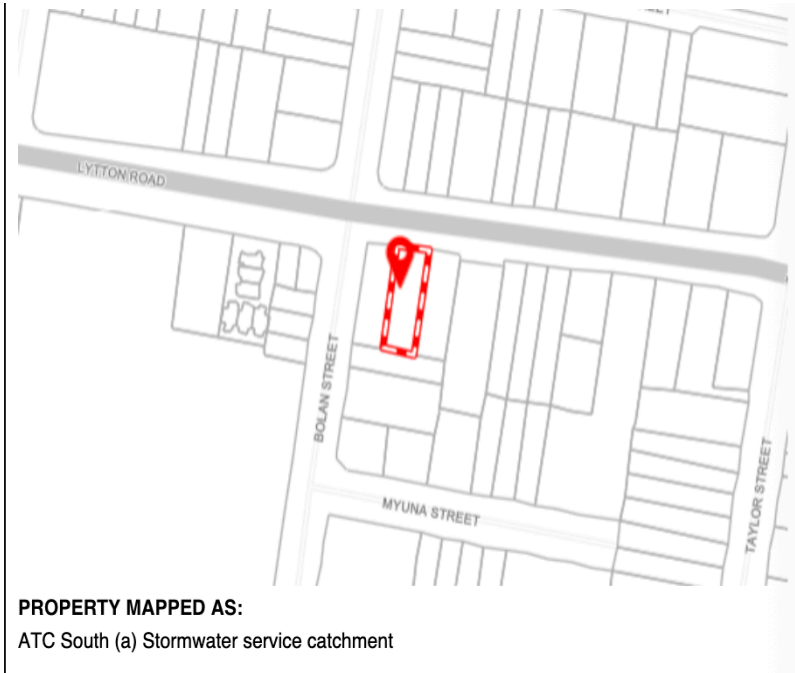 LYTTON ROAD
BOLAN STREET
MYUNA STREET
TAYLOR STREET
PROPERTY MAPPED AS:
ATC South (a) Stormwater service catchment